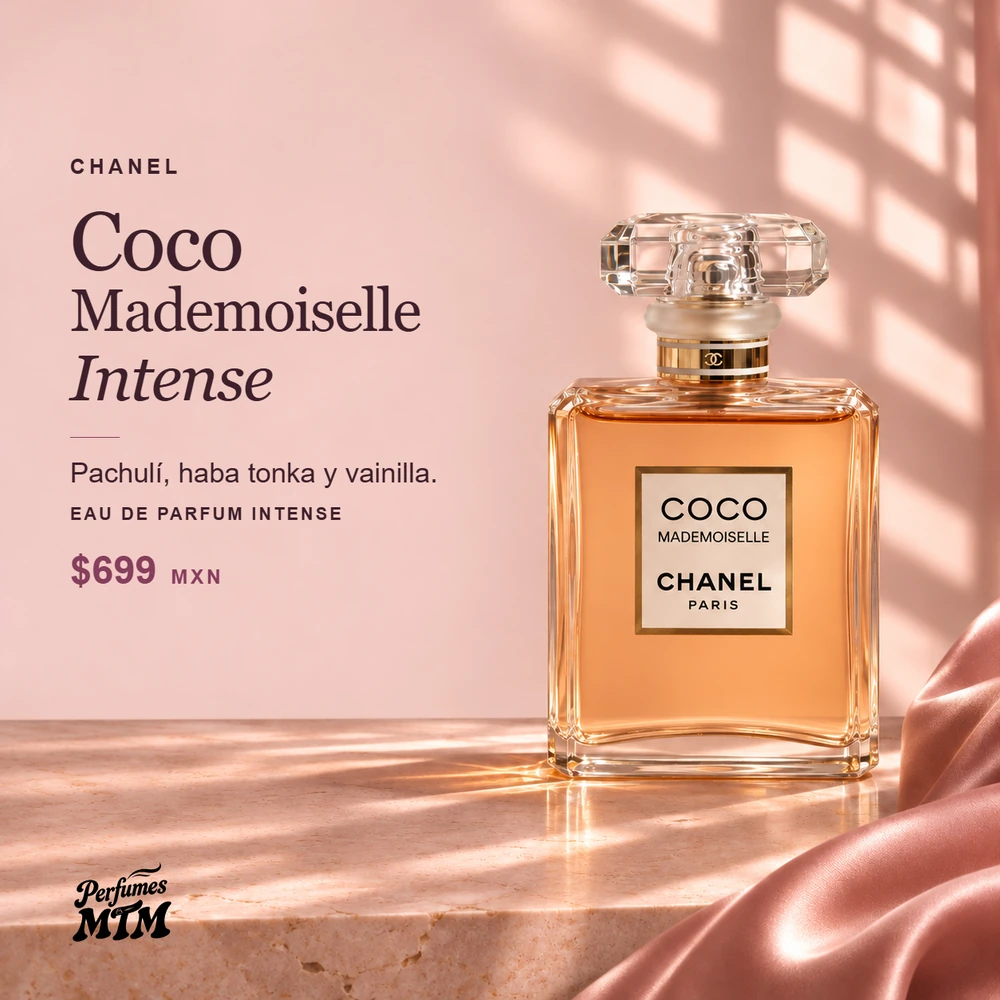 CHANEL
Coco
Mademoiselle
Intense
Pachulí, haba tonka y vainilla.
EAU DE PARFUM INTENSE
$699 MXN
COCO
MADEMOISELLE
CHANEL
PARIS
Perfumes
MTM